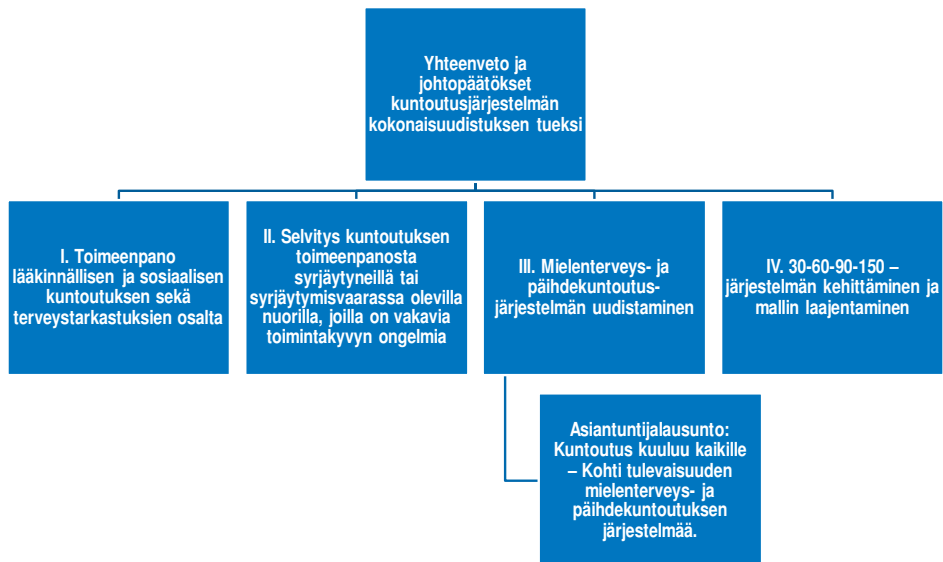 Yhteenveto ja
johtopäätökset
kuntoutusjärjestelmän
kokonaisuudistuksen tueksi
I. Toimeenpano
lääkinnällisen ja sosiaalisen
kuntoutuksen sekä
terveystarkastuksien osalta
II. Selvitys kuntoutuksen
toimeenpanosta
syrjäytyneillä tai
syrjäytymisvaarassa olevilla
nuorilla, joilla on vakavia
toimintakyvyn ongelmia
III. Mielenterveys- ja
päihdekuntoutus-
järjestelmän uudistaminen
IV. 30-60-90-150 –
järjestelmän kehittäminen ja
mallin laajentaminen
Asiantuntijalausunto:
Kuntoutus kuuluu kaikille
– Kohti tulevaisuuden
mielenterveys- ja
päihdekuntoutuksen
järjestelmää.